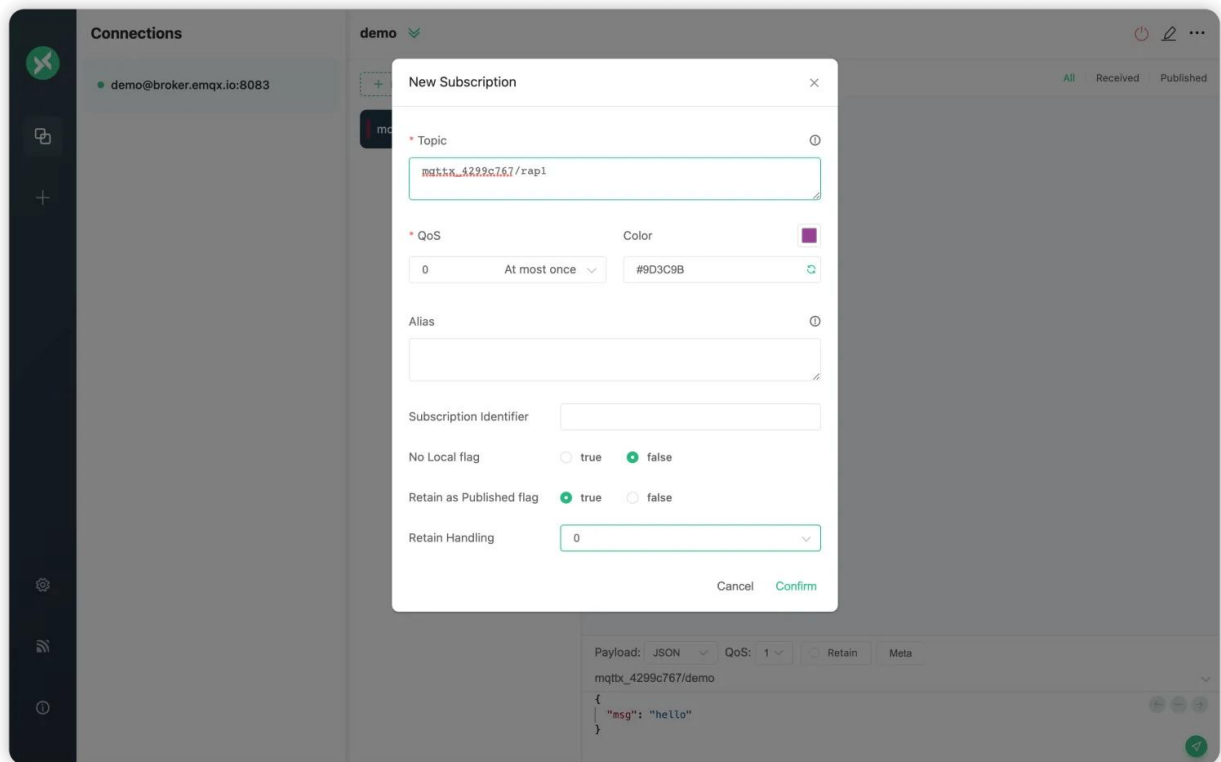 Connections
demo
demo@broker.emqx.io:8083
All Received Published
New Subscription
* Topic
mqttx_4299c767/rap1
* QoS Color
0 At most once #9D3C9B
Alias
Subscription Identifier
No Local flag true false
Retain as Published flag true false
Retain Handling 0
Cancel Confirm
Payload: JSON QoS: 1 Retain Meta
mqttx_4299c767/demo
{
"msg": "hello"
}